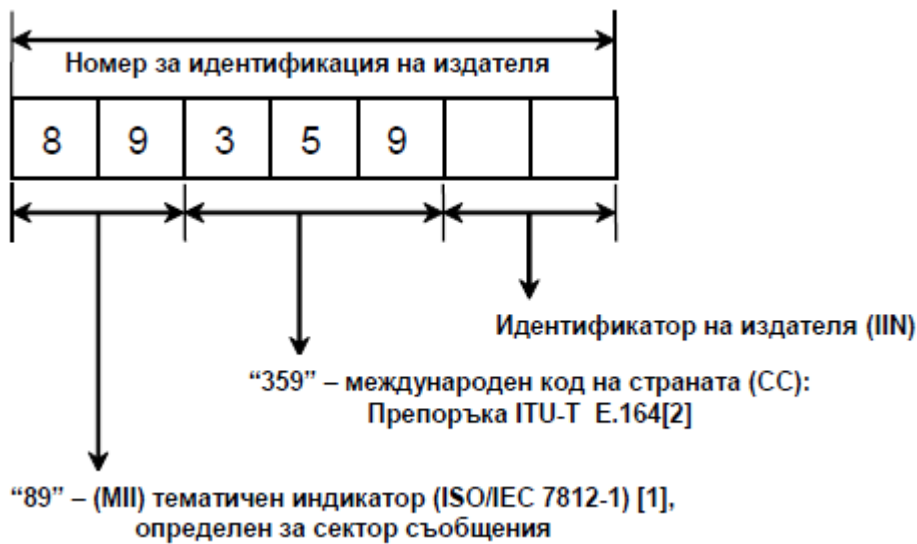 Номер за идентификация на издателя
8 9 3 5 9
Идентификатор на издателя (IIN)
“359” – международен код на страната (CC):
Препоръка ITU-T E.164[2]
“89” – (MII) тематичен индикатор (ISO/IEC 7812-1) [1],
определен за сектор съобщения